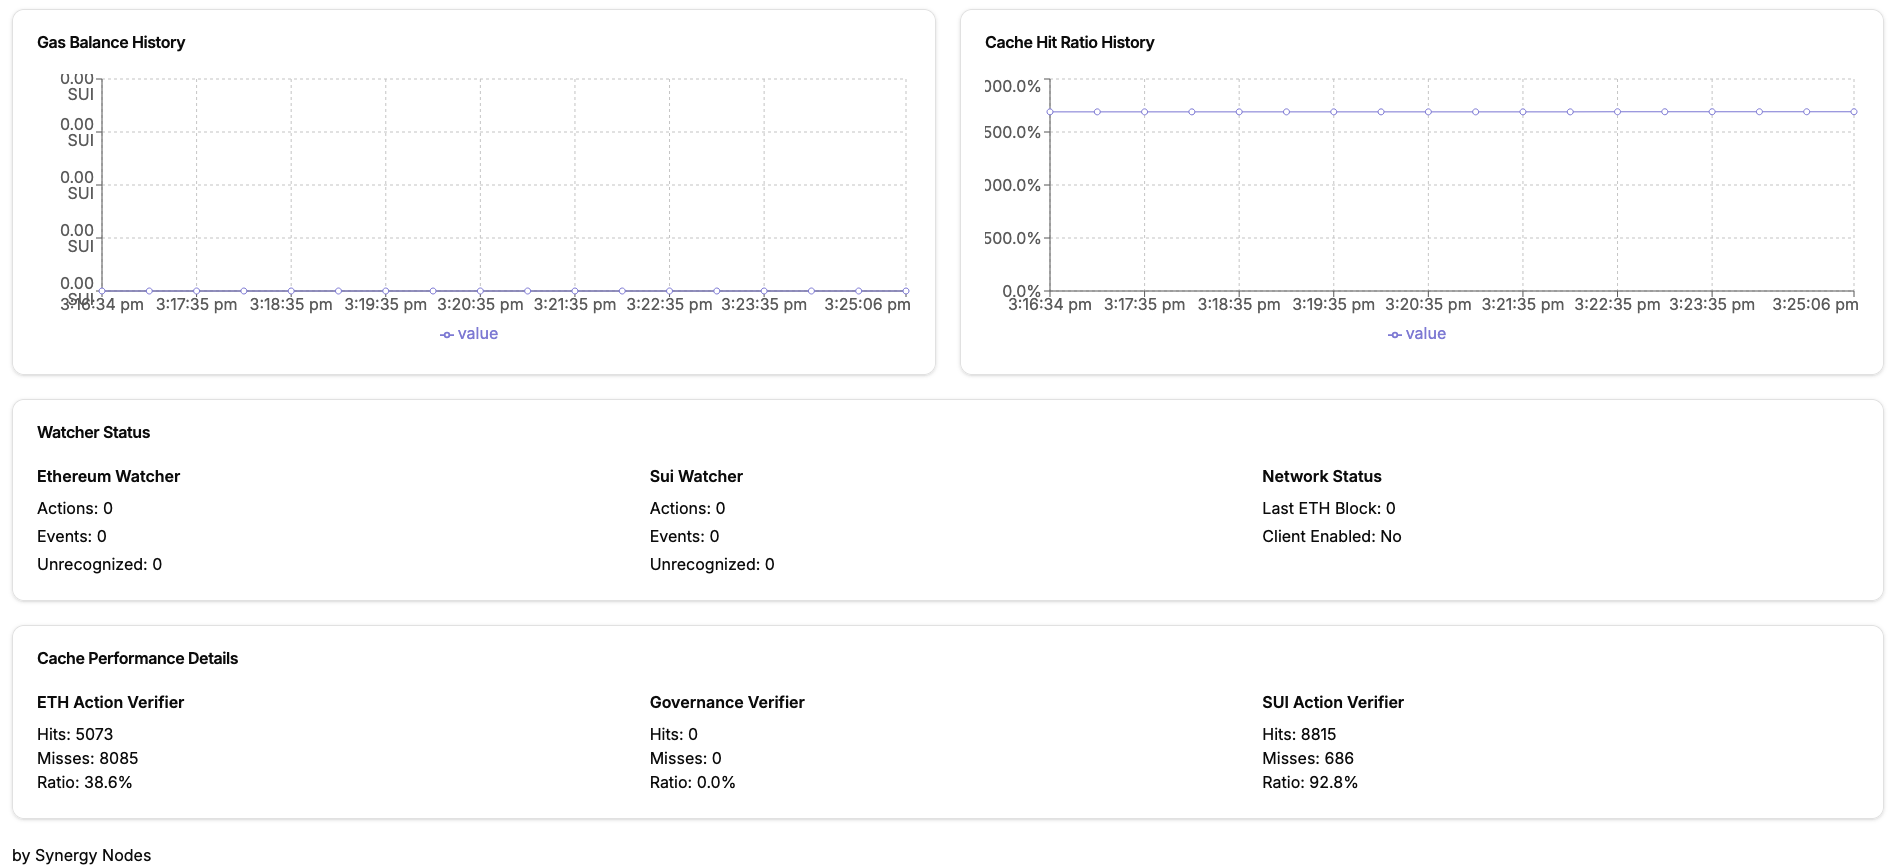 Gas Balance History
0.00
SUI
0.00
SUI
0.00
SUI
0.00
SUI
0.00
SUI
3:16:34 pm 3:17:35 pm 3:18:35 pm 3:19:35 pm 3:20:35 pm 3:21:35 pm 3:22:35 pm 3:23:35 pm 3:25:06 pm
value
Cache Hit Ratio History
000.0%
500.0%
000.0%
500.0%
0.0%
3:16:34 pm 3:17:35 pm 3:18:35 pm 3:19:35 pm 3:20:35 pm 3:21:35 pm 3:22:35 pm 3:23:35 pm 3:25:06 pm
value
Watcher Status
Ethereum Watcher
Actions: 0
Events: 0
Unrecognized: 0
Sui Watcher
Actions: 0
Events: 0
Unrecognized: 0
Network Status
Last ETH Block: 0
Client Enabled: No
Cache Performance Details
ETH Action Verifier
Hits: 5073
Misses: 8085
Ratio: 38.6%
Governance Verifier
Hits: 0
Misses: 0
Ratio: 0.0%
SUI Action Verifier
Hits: 8815
Misses: 686
Ratio: 92.8%
by Synergy Nodes